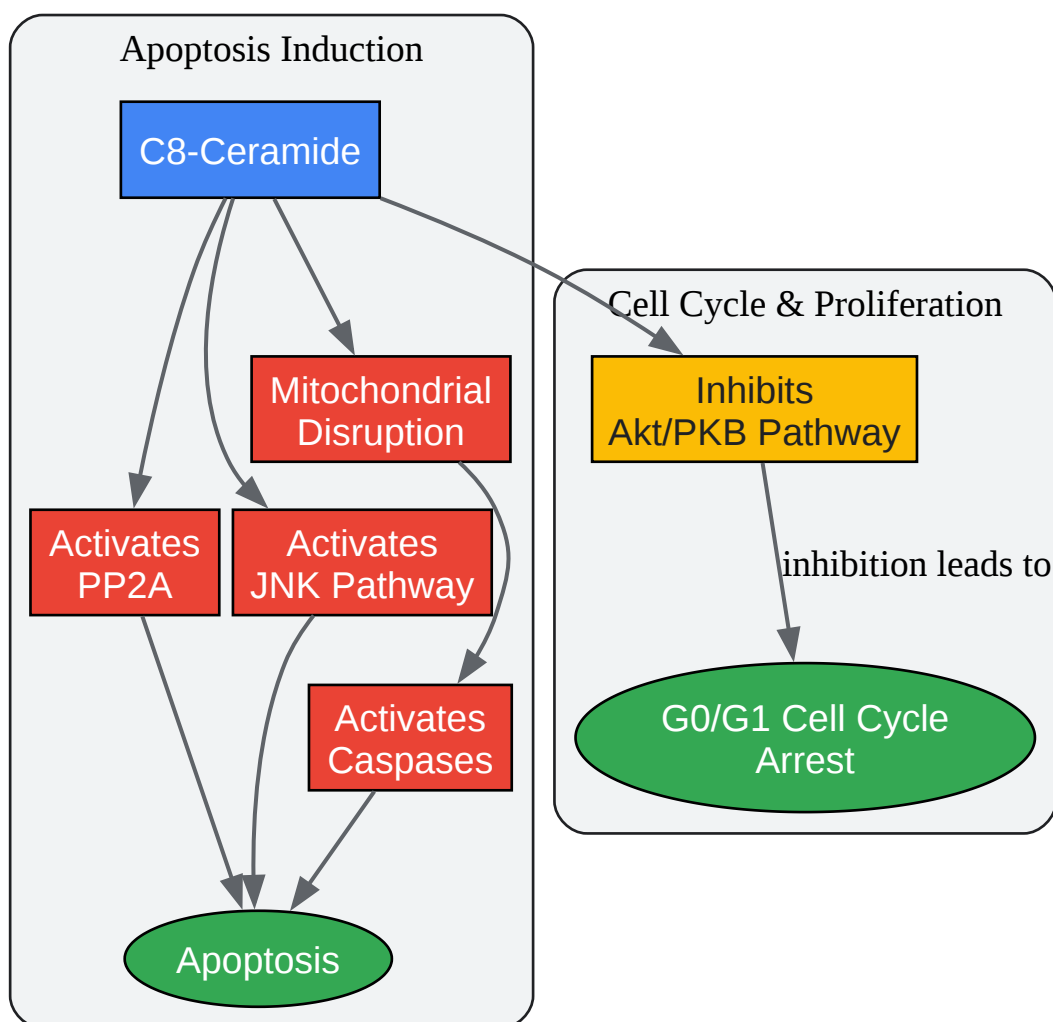 Apoptosis Induction
C8-Ceramide
Cell Cycle & Proliferation
Mitochondrial
Disruption
Inhibits
Akt/PKB Pathway
Activates
PP2A
Activates
JNK Pathway
inhibition leads to
Activates
Caspases
G0/G1 Cell Cycle
Arrest
Apoptosis